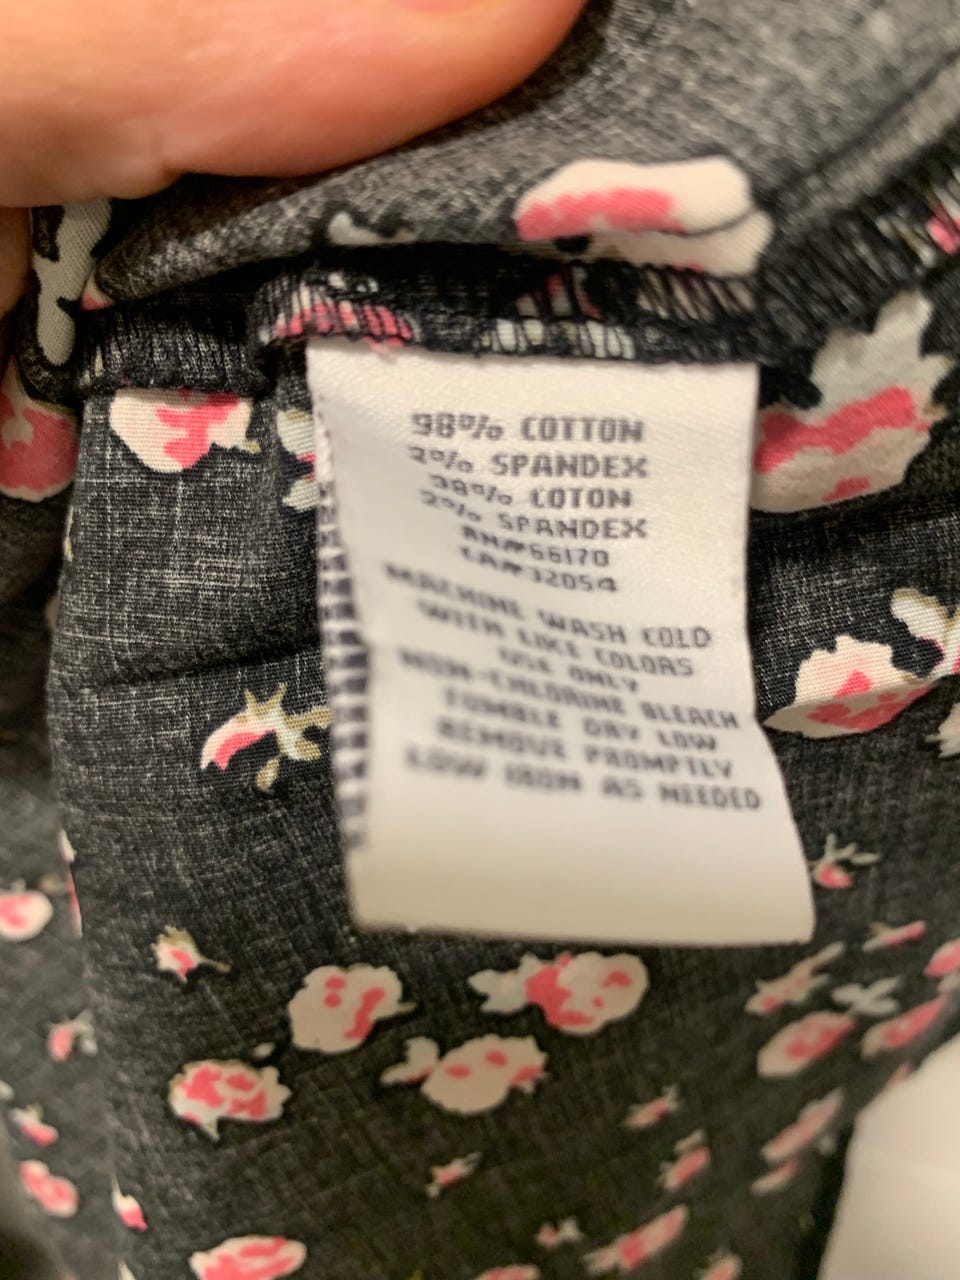 98% COTTON
2% SPANDEX
98% COTON
2% SPANDEX
RN#66170
CA#32054
MACHINE WASH COLD
WITH LIKE COLORS
USE ONLY
NON-CHLORINE BLEACH
TUMBLE DRY LOW
REMOVE PROMPTLY
LOW IRON AS NEEDED